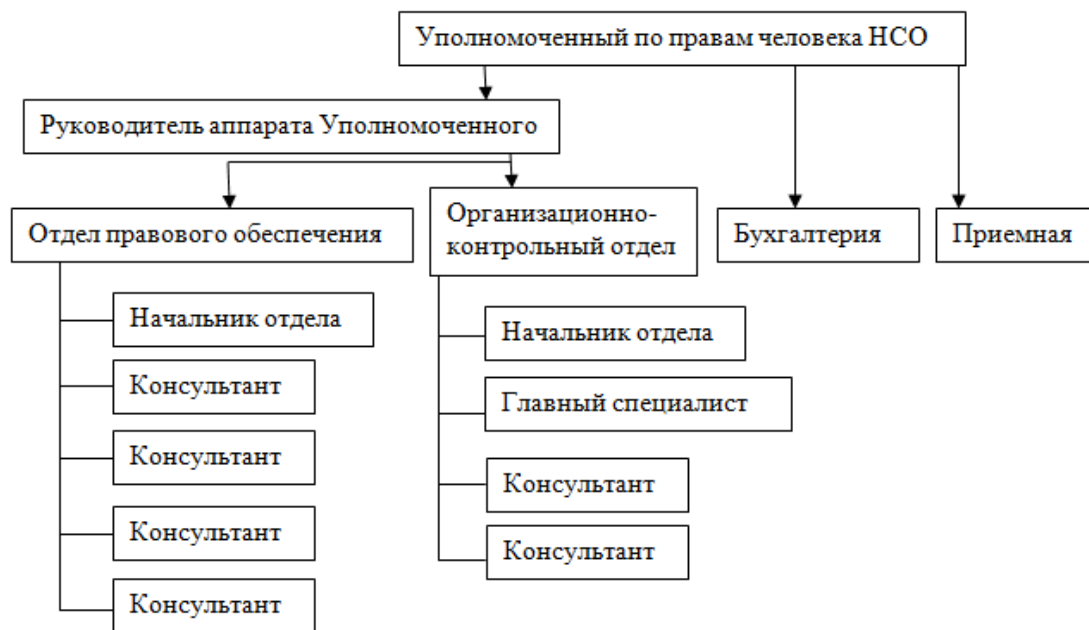 Уполномоченный по правам человека НСО
Руководитель аппарата Уполномоченного
Отдел правового обеспечения
Организационно-
контрольный отдел
Бухгалтерия
Приемная
Начальник отдела
Консультант
Консультант
Консультант
Консультант
Начальник отдела
Главный специалист
Консультант
Консультант